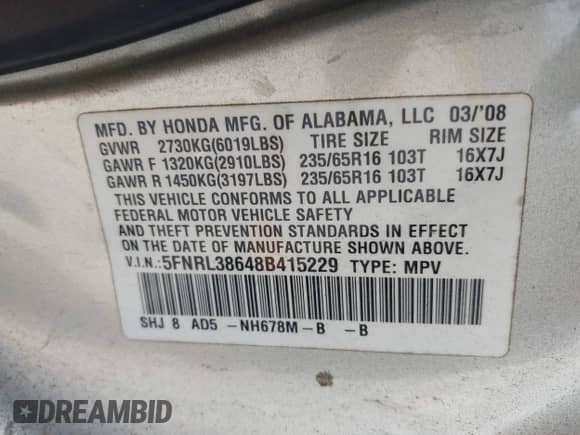 MFD. BY HONDA MFG. OF ALABAMA, LLC 03/'08
GVWR 2730KG(6019LBS) TIRE SIZE RIM SIZE
GAWR F 1320KG(2910LBS) 235/65R16 103T 16X7J
GAWR R 1450KG(3197LBS) 235/65R16 103T 16X7J
THIS VEHICLE CONFORMS TO ALL APPLICABLE
FEDERAL MOTOR VEHICLE SAFETY
AND THEFT PREVENTION STANDARDS IN EFFECT
ON THE DATE OF MANUFACTURE SHOWN ABOVE.
V.I.N.:5FNRL38648B415229 TYPE: MPV
SHJ 8 AD5 -NH678M-B -B
DREAMBID